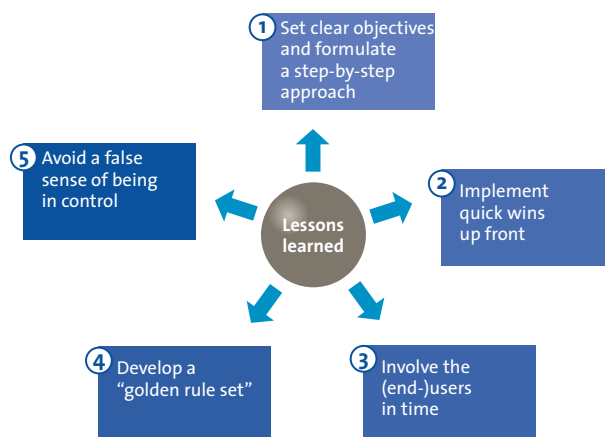 1
Set clear objectives
and formulate
a step-by-step
approach
2
Implement
quick wins
up front
3
Involve the
(end-)users
in time
4
Develop a
“golden rule set”
5
Avoid a false
sense of being
in control
Lessons
learned